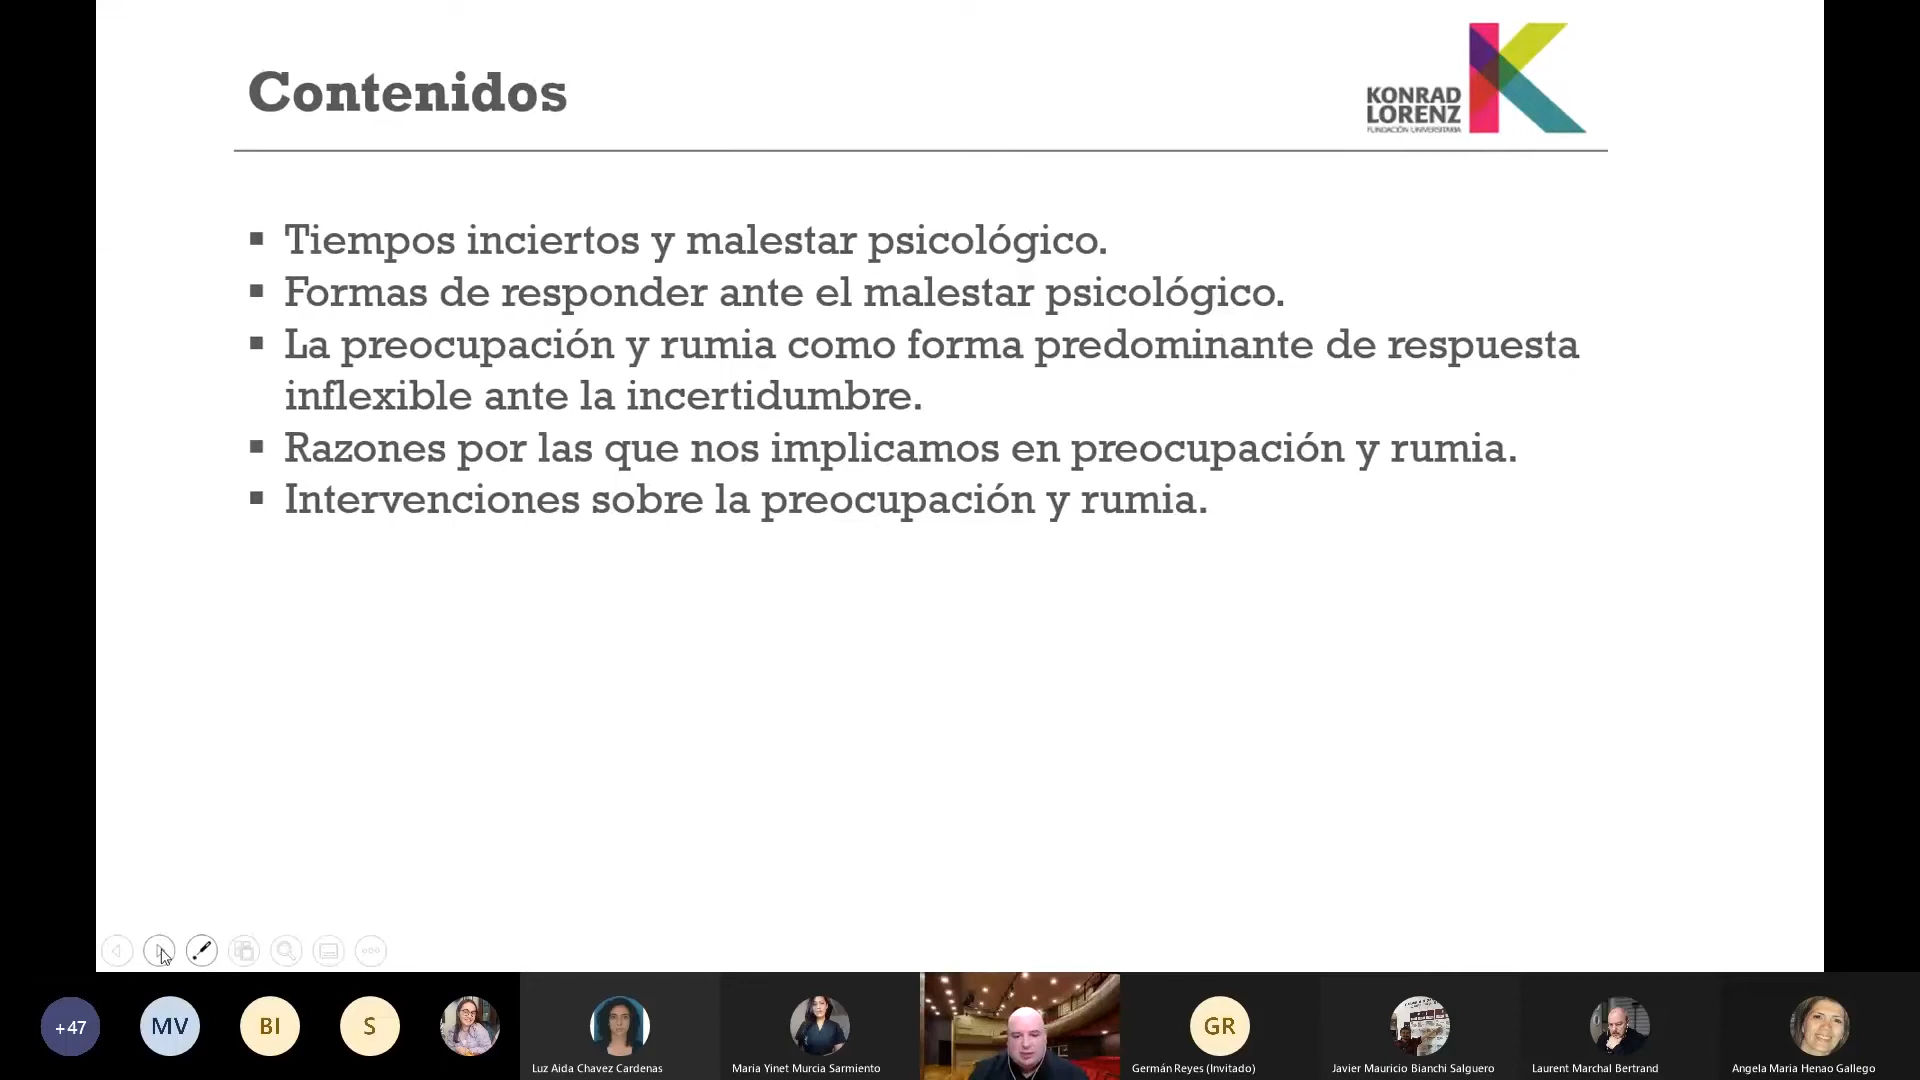 Contenidos
KONRAD
LORENZ
FUNDACIÓN UNIVERSITARIA
▪ Tiempos inciertos y malestar psicológico.
▪ Formas de responder ante el malestar psicológico.
▪ La preocupación y rumia como forma predominante de respuesta
inflexible ante la incertidumbre.
▪ Razones por las que nos implicamos en preocupación y rumia.
▪ Intervenciones sobre la preocupación y rumia.
+47
MV
BI
S
GR
Luz Aida Chavez Cardenas
Maria Yinet Murcia Sarmiento
Germán Reyes (Invitado)
Javier Mauricio Bianchi Salguero
Laurent Marchal Bertrand
Angela Maria Henao Gallego